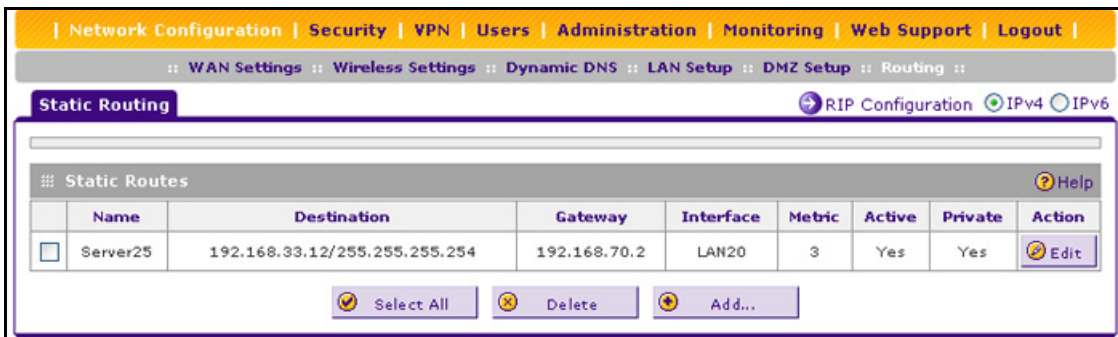 | Network Configuration | Security | VPN | Users | Administration | Monitoring | Web Support | Logout |
:: WAN Settings :: Wireless Settings :: Dynamic DNS :: LAN Setup :: DMZ Setup :: Routing ::
Static Routing RIP Configuration IPv4 IPv6
Static Routes Help
Name Destination Gateway Interface Metric Active Private Action
Server25 192.168.33.12/255.255.255.254 192.168.70.2 LAN20 3 Yes Yes Edit
Select All Delete Add...